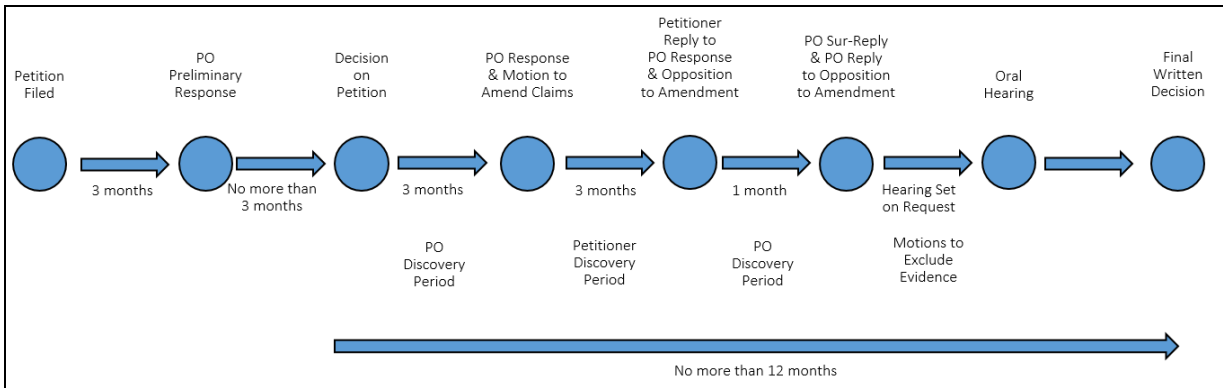 Petition
Filed
PO
Preliminary
Response
Decision
on
Petition
PO Response
& Motion to
Amend Claims
Petitioner
Reply to
PO Response
& Opposition
to Amendment
PO Sur-Reply
& PO Reply
to Opposition
to Amendment
Oral
Hearing
Final
Written
Decision
3 months
No more than
3 months
3 months
3 months
1 month
Hearing Set
on Request
PO
Discovery
Period
Petitioner
Discovery
Period
PO
Discovery
Period
Motions to
Exclude
Evidence
No more than 12 months